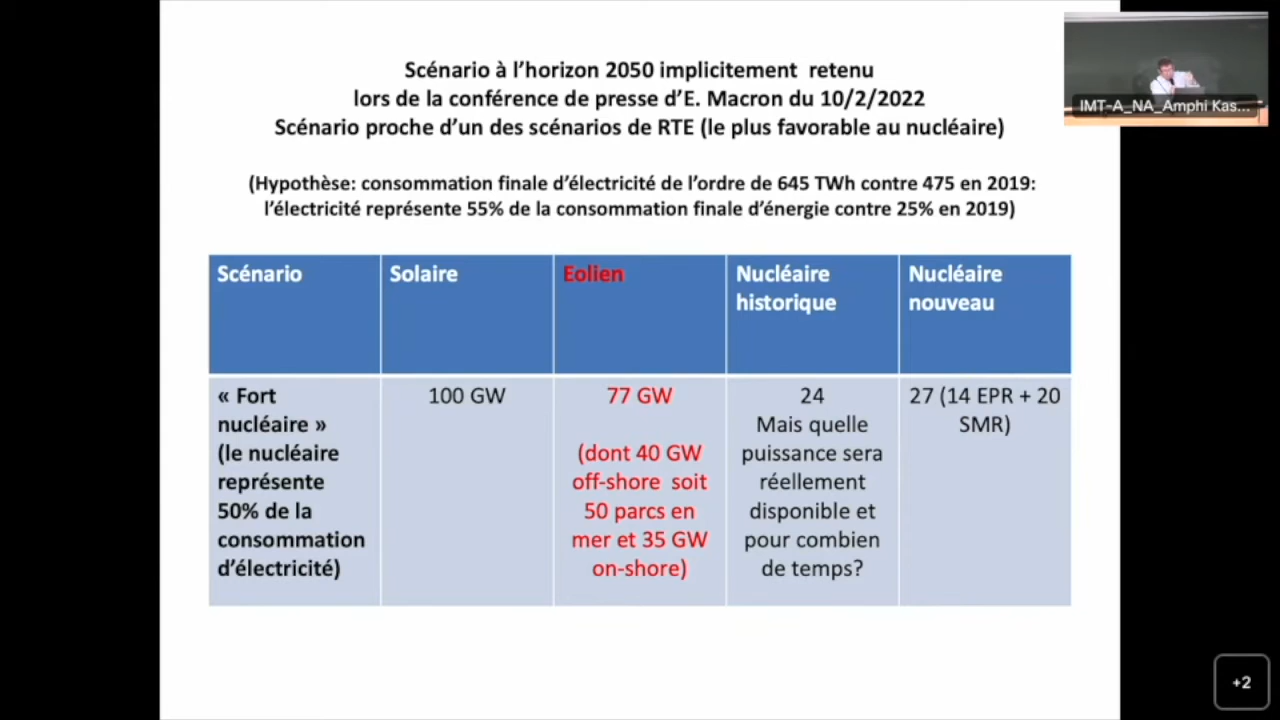 Scénario à l’horizon 2050 implicitement retenu
lors de la conférence de presse d’E. Macron du 10/2/2022
Scénario proche d’un des scénarios de RTE (le plus favorable au nucléaire)
(Hypothèse: consommation finale d’électricité de l’ordre de 645 TWh contre 475 en 2019:
l’électricité représente 55% de la consommation finale d’énergie contre 25% en 2019)
Scénario
Solaire
Eolien
Nucléaire
historique
Nucléaire
nouveau
« Fort
nucléaire »
(le nucléaire
représente
50% de la
consommation
d’électricité)
100 GW
77 GW
(dont 40 GW
off-shore soit
50 parcs en
mer et 35 GW
on-shore)
24
Mais quelle
puissance sera
réellement
disponible et
pour combien
de temps?
27 (14 EPR + 20
SMR)
IMT-A_NA_Amphi Kas...
+2